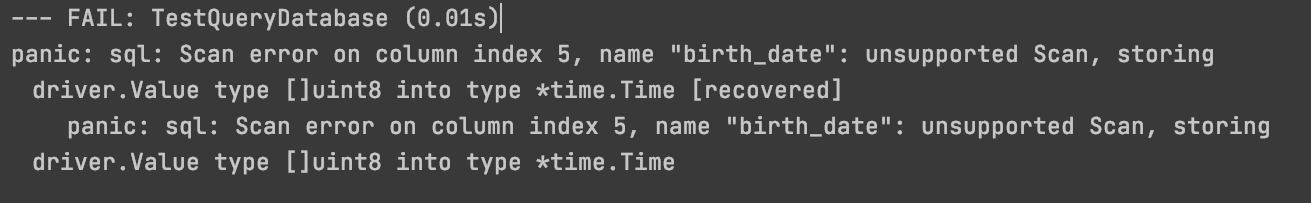 --- FAIL: TestQueryDatabase (0.01s)
panic: sql: Scan error on column index 5, name "birth_date": unsupported Scan, storing
driver.Value type []uint8 into type *time.Time [recovered]
panic: sql: Scan error on column index 5, name "birth_date": unsupported Scan, storing
driver.Value type []uint8 into type *time.Time